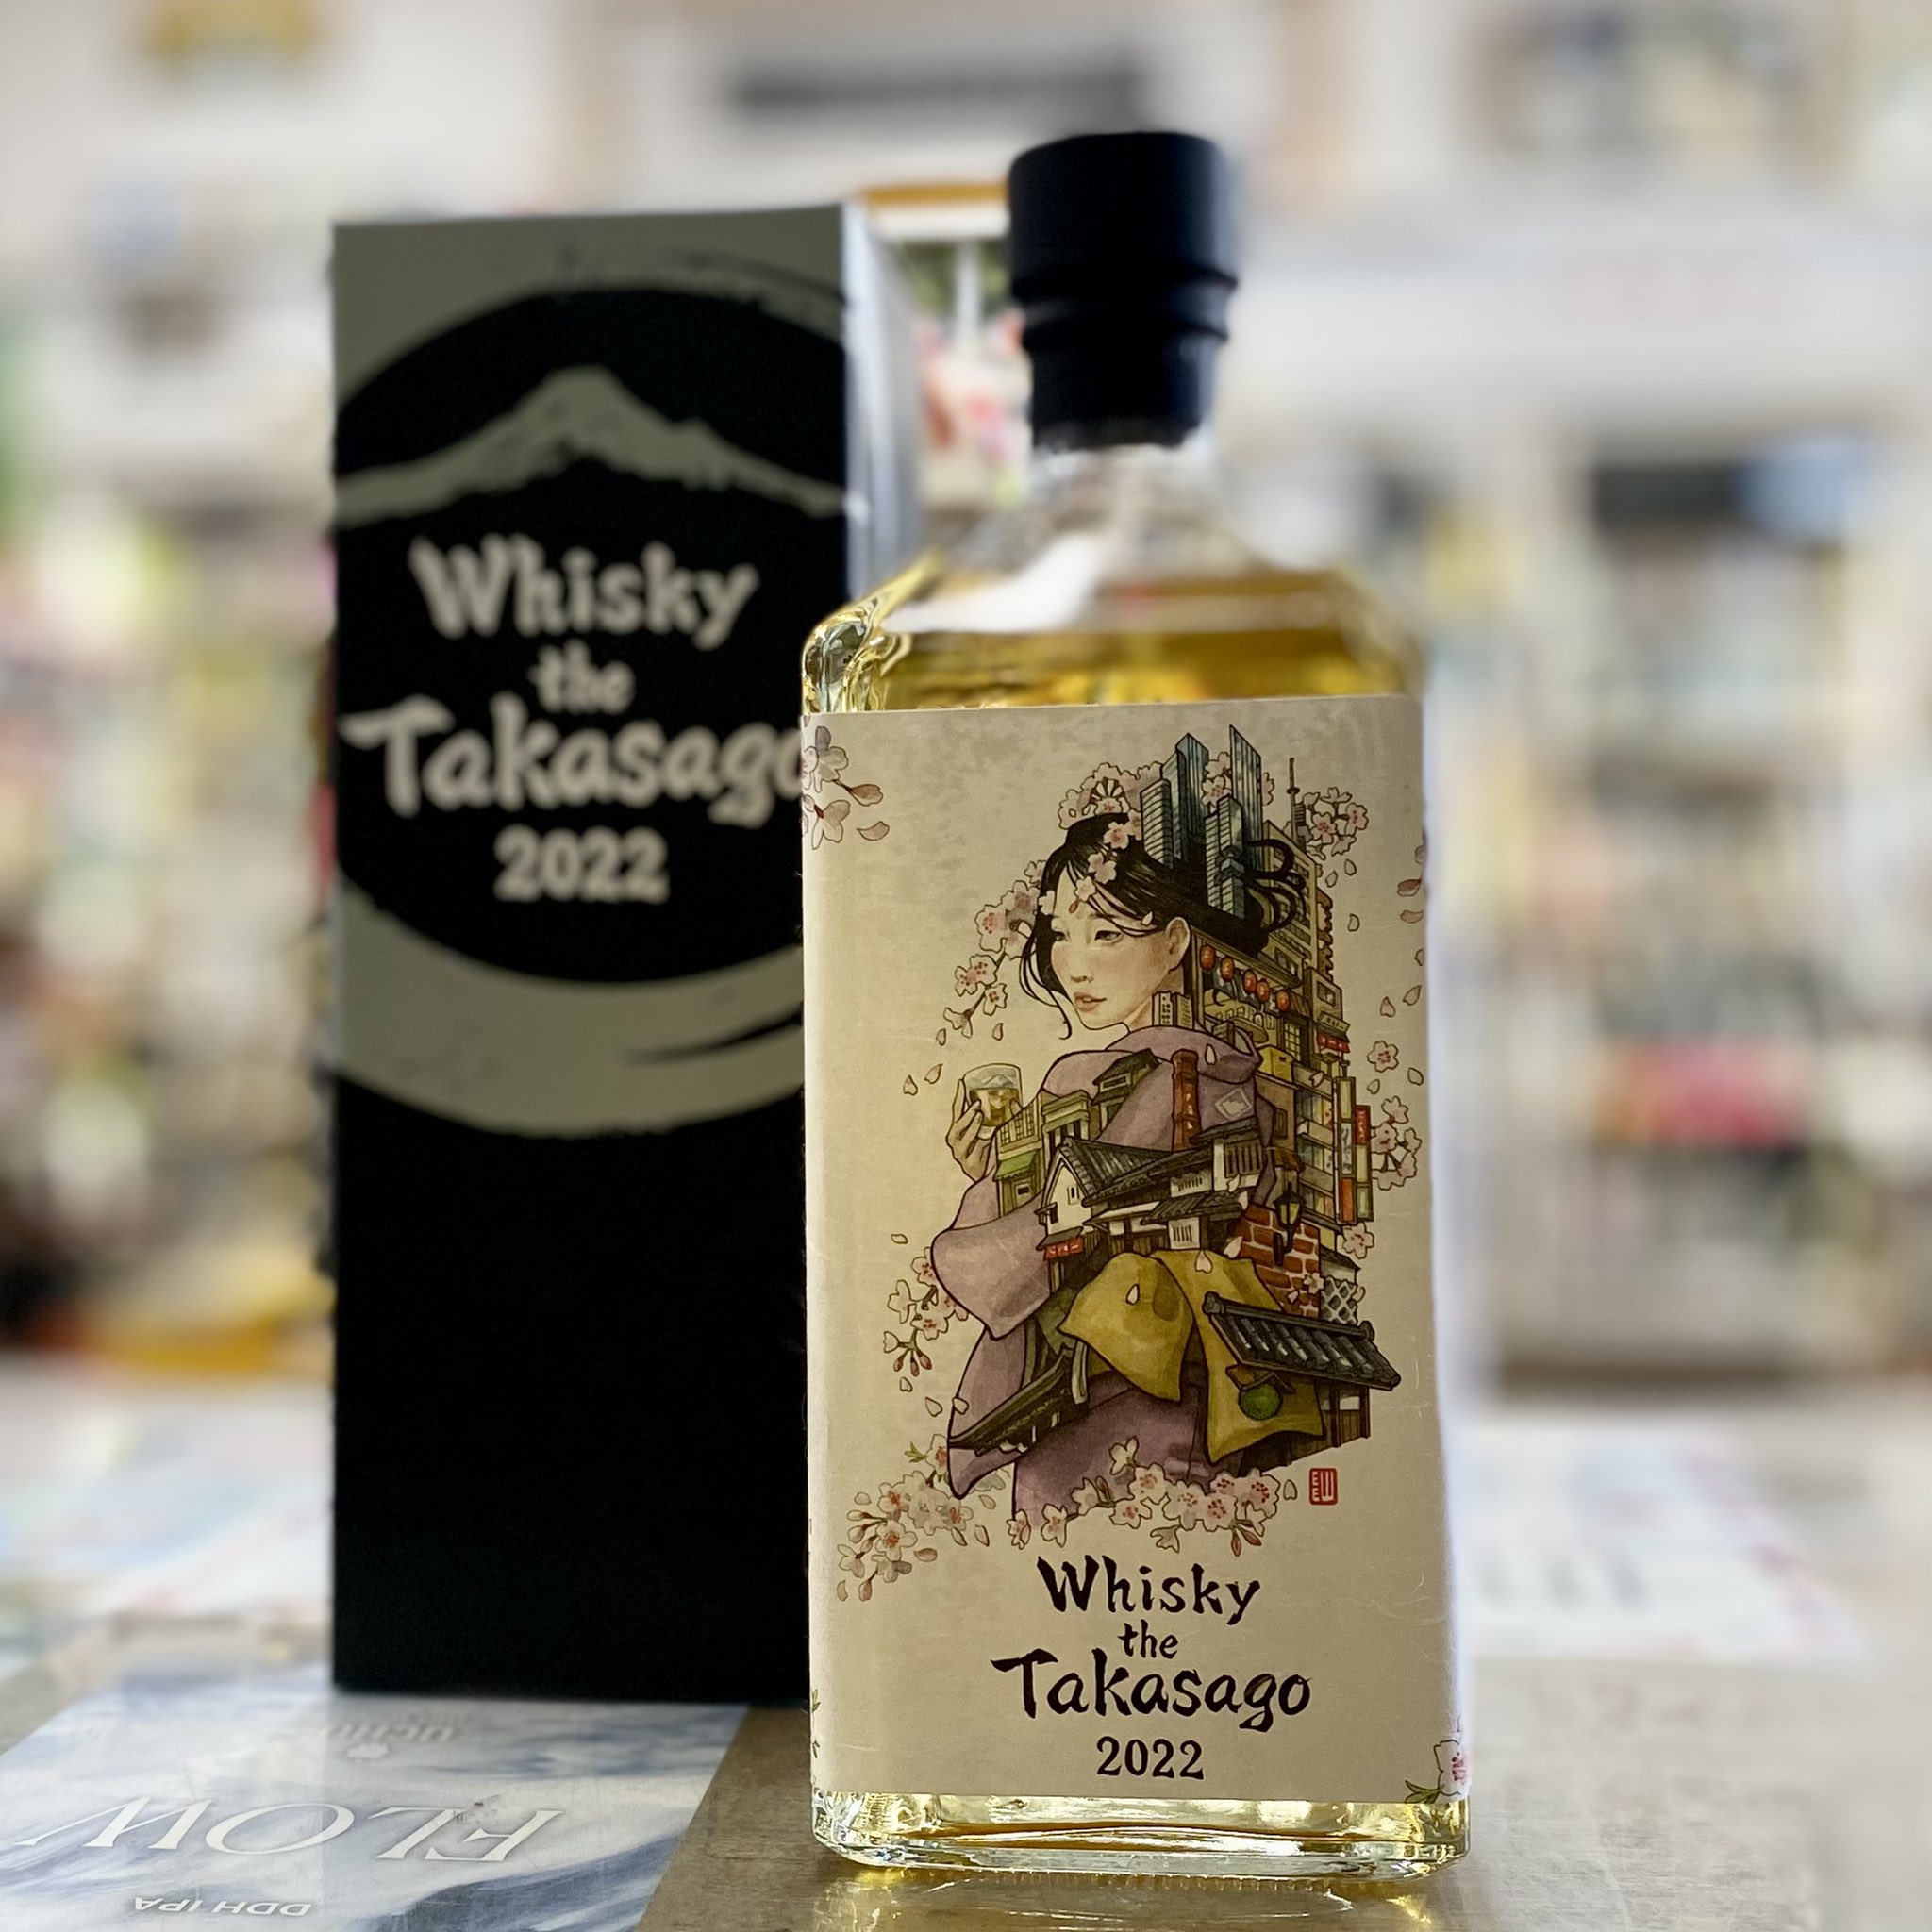 Whisky
the
Takasago
2022
Whisky
the
Takasago
2022
FLOW
DDH IPA